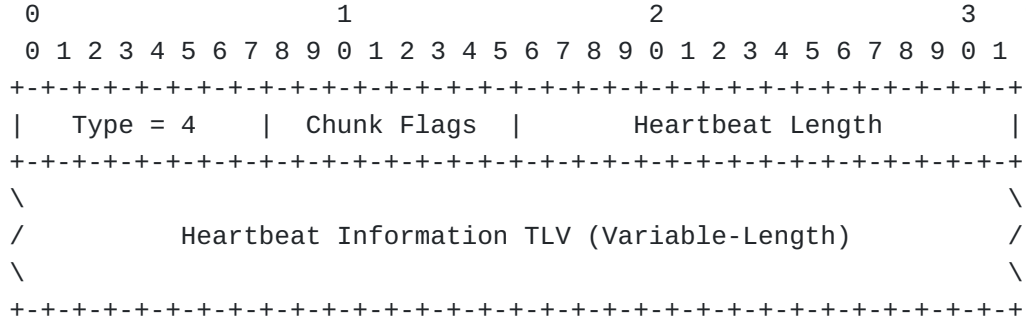 0                   1                   2                   3
 0 1 2 3 4 5 6 7 8 9 0 1 2 3 4 5 6 7 8 9 0 1 2 3 4 5 6 7 8 9 0 1
+-+-+-+-+-+-+-+-+-+-+-+-+-+-+-+-+-+-+-+-+-+-+-+-+-+-+-+-+-+-+-+-+
|   Type = 4    |  Chunk Flags  |       Heartbeat Length        |
+-+-+-+-+-+-+-+-+-+-+-+-+-+-+-+-+-+-+-+-+-+-+-+-+-+-+-+-+-+-+-+-+
\                                                               \
/          Heartbeat Information TLV (Variable-Length)          /
\                                                               \
+-+-+-+-+-+-+-+-+-+-+-+-+-+-+-+-+-+-+-+-+-+-+-+-+-+-+-+-+-+-+-+-+